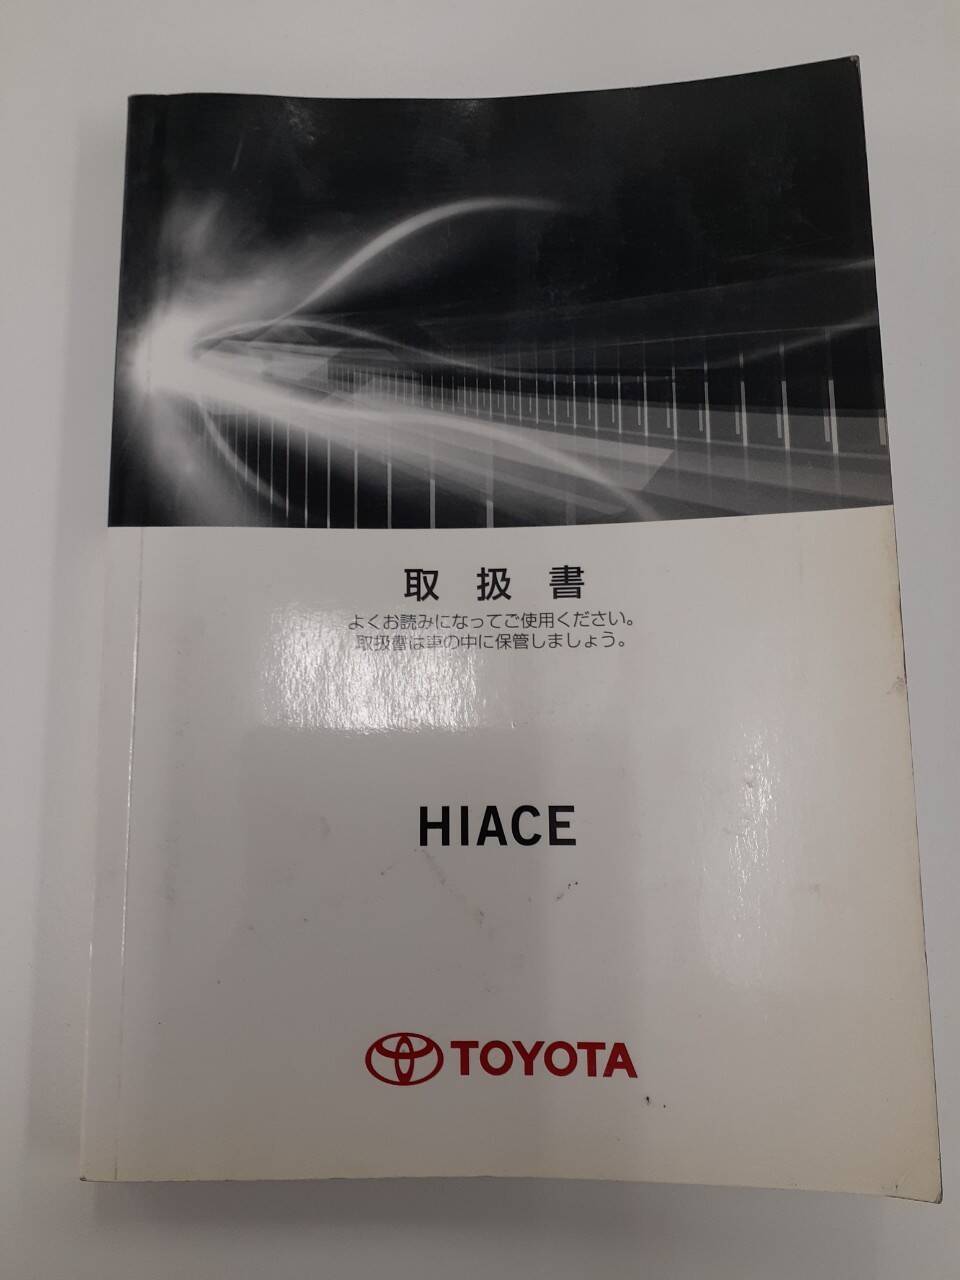 取扱書
よくお読みになってご使用ください。
取扱書は車の中に保管しましょう。
HIACE
TOYOTA